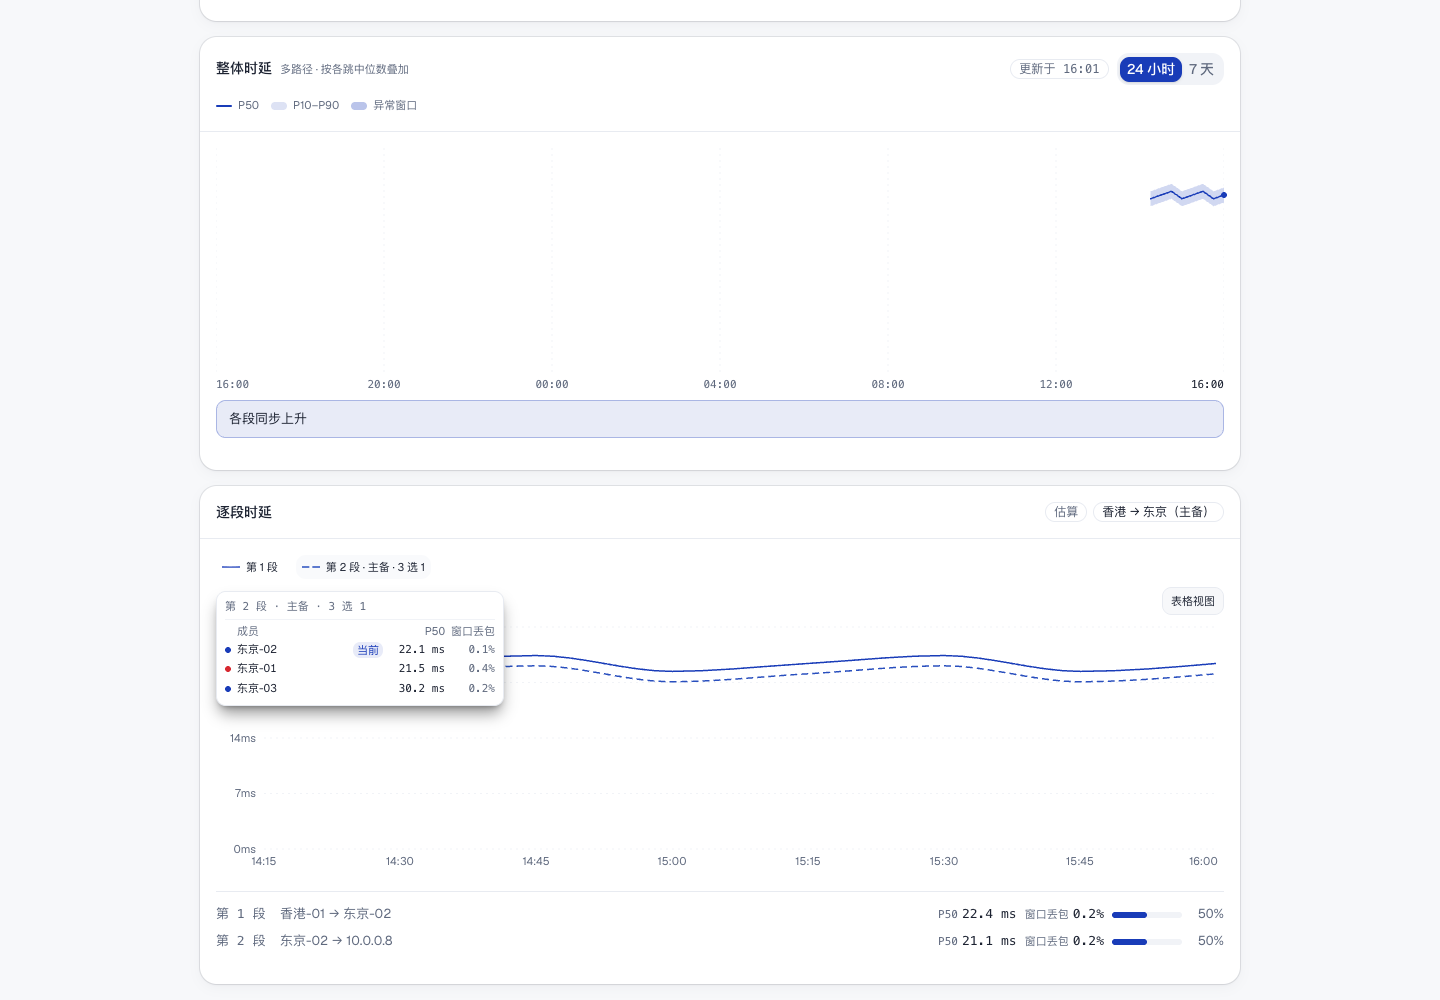 整体时延 多路径 · 按各跳中位数叠加 更新于 16:01 24 小时 7 天
P50 P10–P90 异常窗口
16:00 20:00 00:00 04:00 08:00 12:00 16:00
各段同步上升
逐段时延 估算 香港 → 东京（主备）
第 1 段 第 2 段 · 主备 · 3 选 1
表格视图
第 2 段 · 主备 · 3 选 1
成员 P50 窗口丢包
东京-02 当前 22.1 ms 0.1%
东京-01 21.5 ms 0.4%
东京-03 30.2 ms 0.2%
14ms
7ms
0ms
14:15 14:30 14:45 15:00 15:15 15:30 15:45 16:00
第 1 段 香港-01 → 东京-02 P50 22.4 ms 窗口丢包 0.2% 50%
第 2 段 东京-02 → 10.0.0.8 P50 21.1 ms 窗口丢包 0.2% 50%